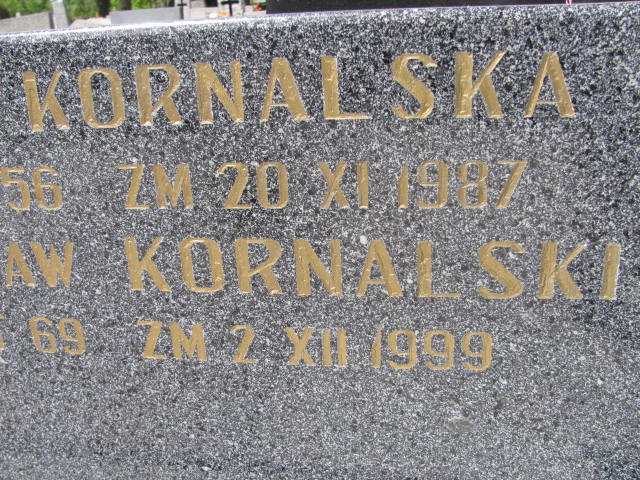 KORNALSKA
56 ZM 20 XI 1987
AW KORNALSKI
69 ZM 2 XII 1999